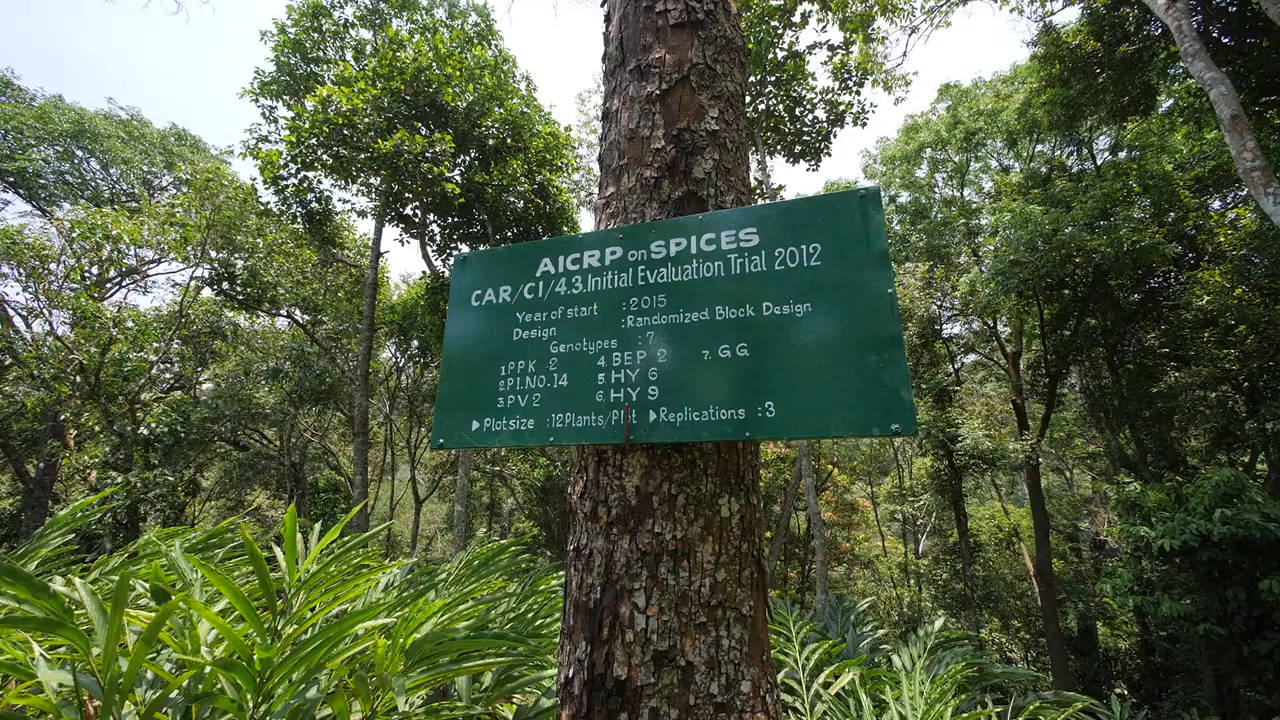 AICRP on SPICES
CAR/CI/4.3.Initial Evaluation Trial 2012
Year of start : 2015
Design : Randomized Block Design
Genotypes : 7
1 PPK 2 4. BEP 2 7. GG
2 PI.NO.14 5. HY 6
3. PV 2 6. HY 9
▶ Plot size : 12 Plants/Plot ▶ Replications : 3